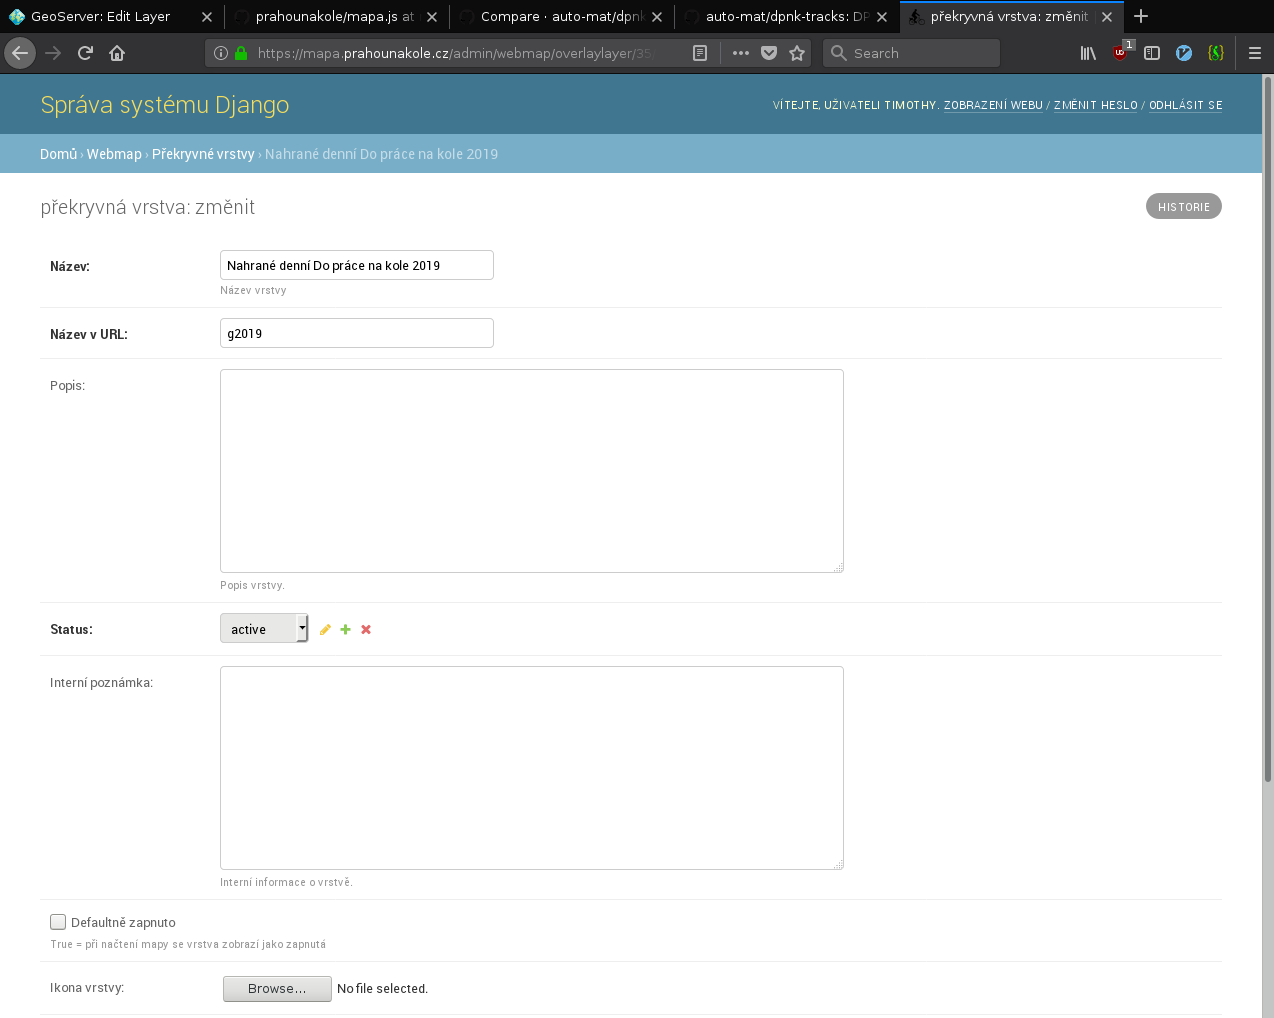 GeoServer: Edit Layer
prahounakole/mapa.js at
Compare · auto-mat/dpnk
auto-mat/dpnk-tracks: DP
překryvná vrstva: změnit
https://mapa.prahounakole.cz/admin/webmap/overlaylayer/35
Search
1
Správa systému Django
VÍTEJTE, UŽIVATELI TIMOTHY. ZOBRAZENÍ WEBU / ZMĚNIT HESLO / ODHLÁSIT SE
Domů › Webmap › Překryvné vrstvy › Nahrané denní Do práce na kole 2019
překryvná vrstva: změnit
HISTORIE
Název:
Nahrané denní Do práce na kole 2019
Název vrstvy
Název v URL:
g2019
Popis:
Popis vrstvy.
Status:
active
Interní poznámka:
Interní informace o vrstvě.
Defaultně zapnuto
True = při načtení mapy se vrstva zobrazí jako zapnutá
Ikona vrstvy:
Browse...
No file selected.